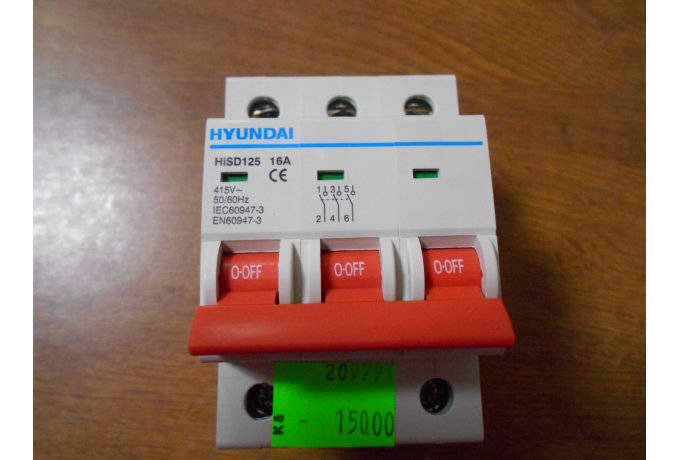 HYUNDAI
HiSD125 16A
CE
415V~
50/60Hz
IEC60947-3
EN60947-3
1 3 5
2 4 6
O-OFF O-OFF O-OFF
209791
Kč - 150.00